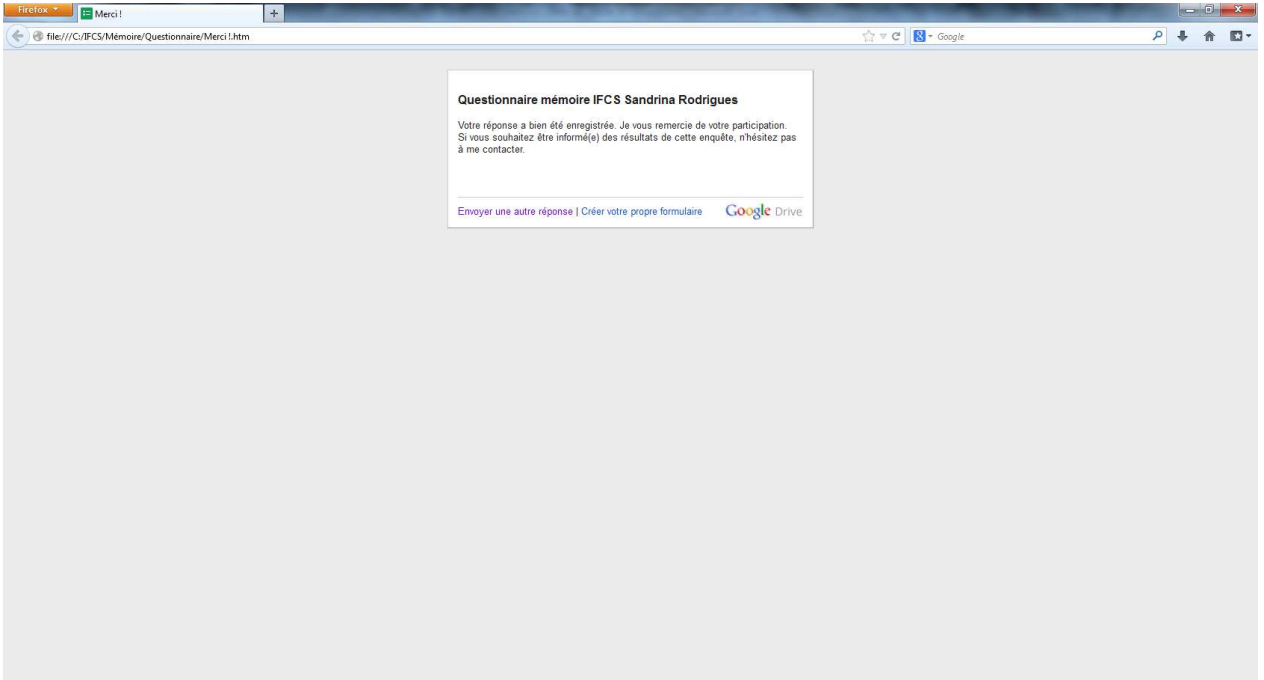 Firefox
Merci !
+
file:///C:/IFCS/Mémoire/Questionnaire/Merci !.htm
Google
Questionnaire mémoire IFCS Sandrina Rodrigues
Votre réponse a bien été enregistrée. Je vous remercie de votre participation.
Si vous souhaitez être informé(e) des résultats de cette enquête, n'hésitez pas
à me contacter.
Envoyer une autre réponse | Créer votre propre formulaire Google Drive